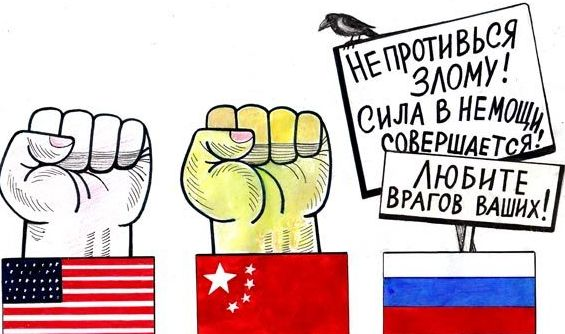 НЕ ПРОТИВЬСЯ
ЗЛОМУ!
СИЛА В НЕМОЩИ
СОВЕРШАЕТСЯ!
ЛЮБИТЕ
ВРАГОВ ВАШИХ!